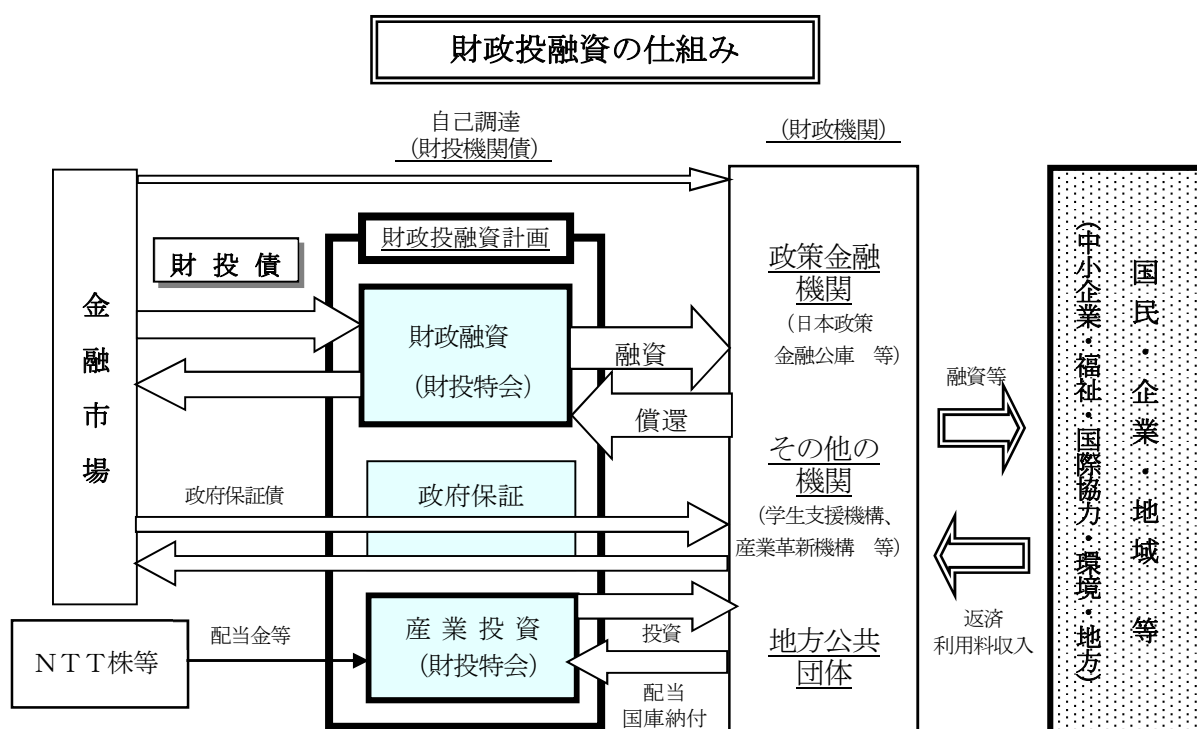 財政投融資の仕組み
自己調達
(財投機関債)
(財政機関)
財政投融資計画
財投債
金融市場
財政融資
(財投特会)
融資
償還
政策金融
機関
(日本政策
金融公庫 等)
融資等
国民・企業・地域 等
(中小企業・福祉・国際協力・環境・地方)
政府保証債
政府保証
その他の
機関
(学生支援機構、
産業革新機構 等)
返済
利用料収入
NTT株等
配当金等
産業投資
(財投特会)
投資
配当
国庫納付
地方公共
団体